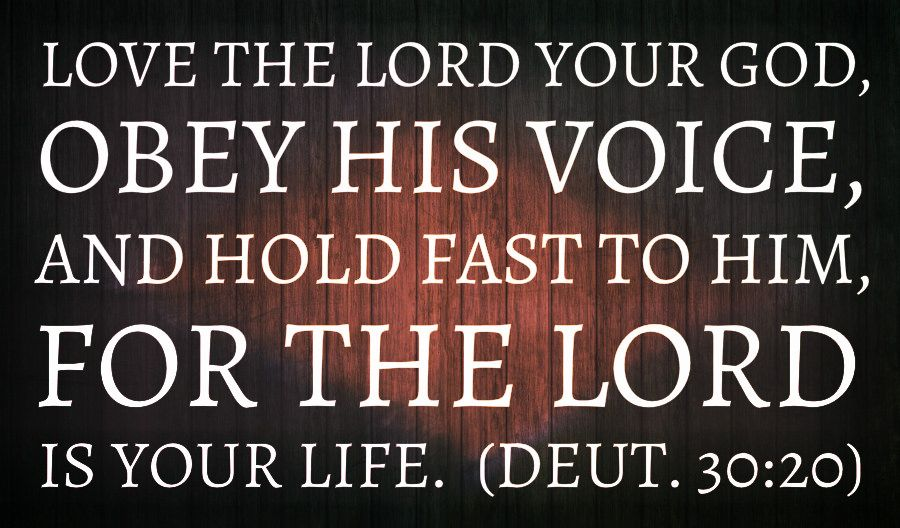 LOVE THE LORD YOUR GOD,
OBEY HIS VOICE,
AND HOLD FAST TO HIM,
FOR THE LORD
IS YOUR LIFE. (DEUT. 30:20)